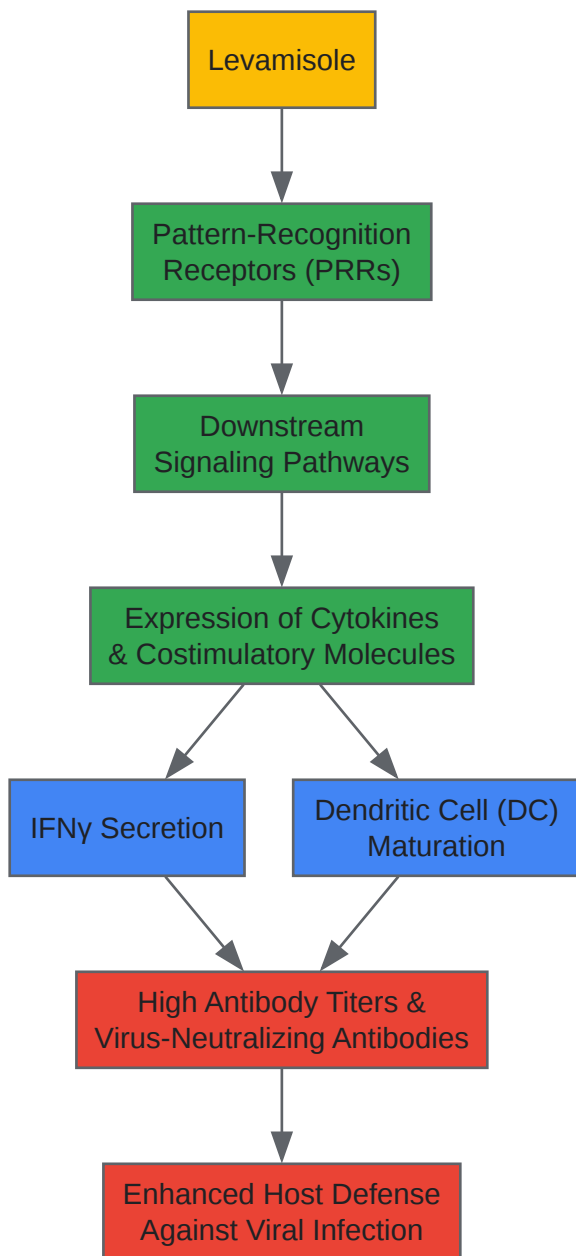 Levamisole
Pattern-Recognition
Receptors (PRRs)
Downstream
Signaling Pathways
Expression of Cytokines
& Costimulatory Molecules
IFNγ Secretion
Dendritic Cell (DC)
Maturation
High Antibody Titers &
Virus-Neutralizing Antibodies
Enhanced Host Defense
Against Viral Infection